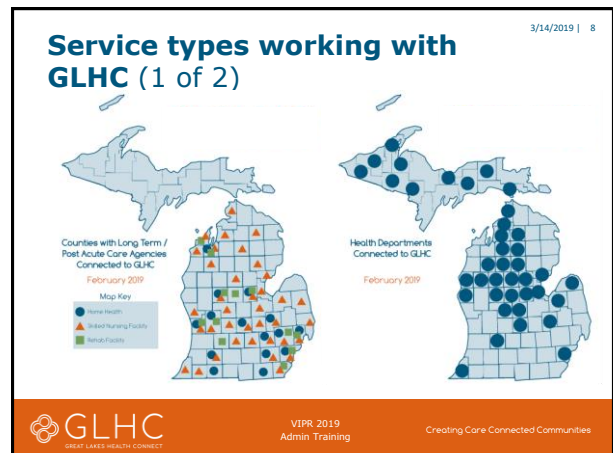 3/14/2019 | 8
Service types working with
GLHC (1 of 2)
Counties with Long Term /
Post Acute Care Agencies
Connected to GLHC
February 2019
Map Key
Home Health
Skilled Nursing Facility
Rehab Facility
Health Departments
Connected to GLHC
February 2019
GLHC
GREAT LAKES HEALTH CONNECT
VIPR 2019
Admin Training
Creating Care Connected Communities